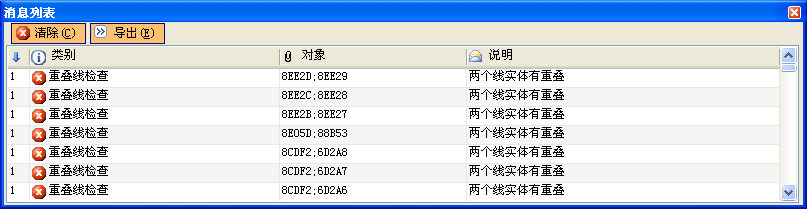 消息列表
清除(C) 导出(E)
类别 对象 说明
1 重叠线检查 8EE2D;8EE29 两个线实体有重叠
1 重叠线检查 8EE2C;8EE28 两个线实体有重叠
1 重叠线检查 8EE2B;8EE27 两个线实体有重叠
1 重叠线检查 8E05D;88B53 两个线实体有重叠
1 重叠线检查 8CDF2;6D2A8 两个线实体有重叠
1 重叠线检查 8CDF2;6D2A7 两个线实体有重叠
1 重叠线检查 8CDF2;6D2A6 两个线实体有重叠